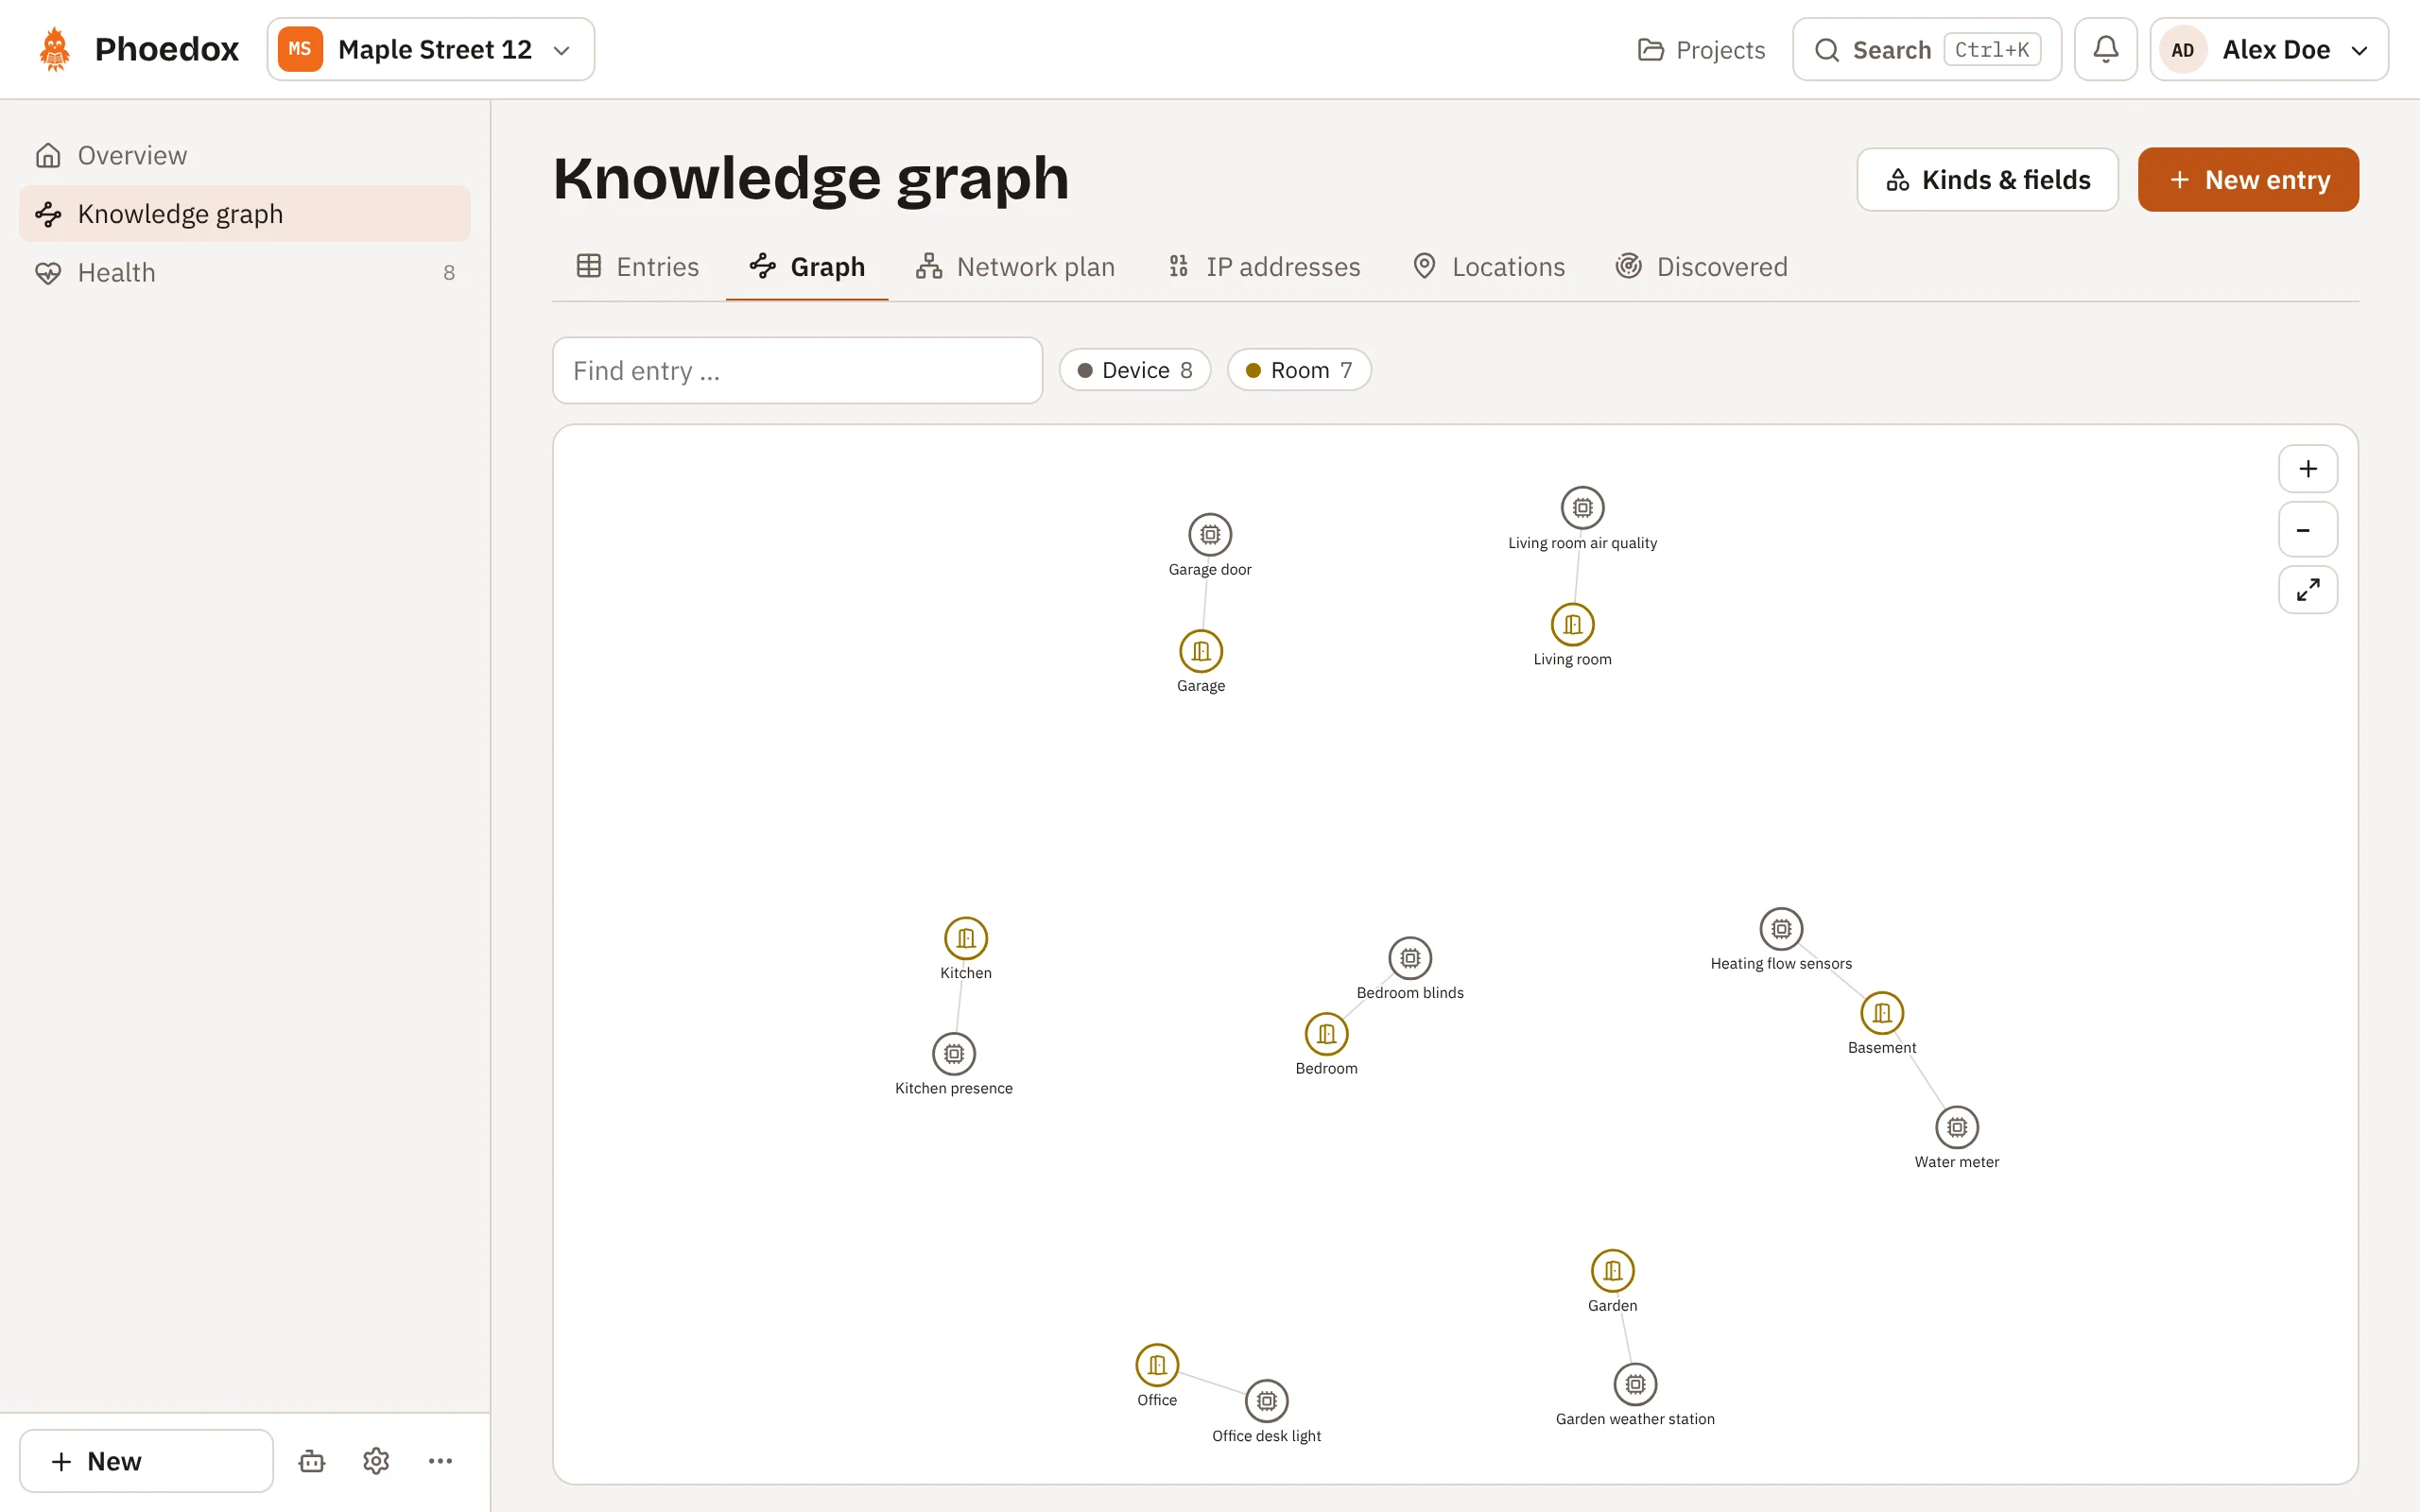 Phoedox
MS Maple Street 12
Projects
Search Ctrl+K
AD Alex Doe
Overview
Knowledge graph
Health 8
Knowledge graph
Kinds & fields
+ New entry
Entries
Graph
Network plan
IP addresses
Locations
Discovered
Find entry ...
Device 8
Room 7
Living room air quality
Garage door
Living room
Garage
Kitchen
Heating flow sensors
Bedroom blinds
Basement
Bedroom
Kitchen presence
Water meter
Garden
Office
Garden weather station
Office desk light
+ New